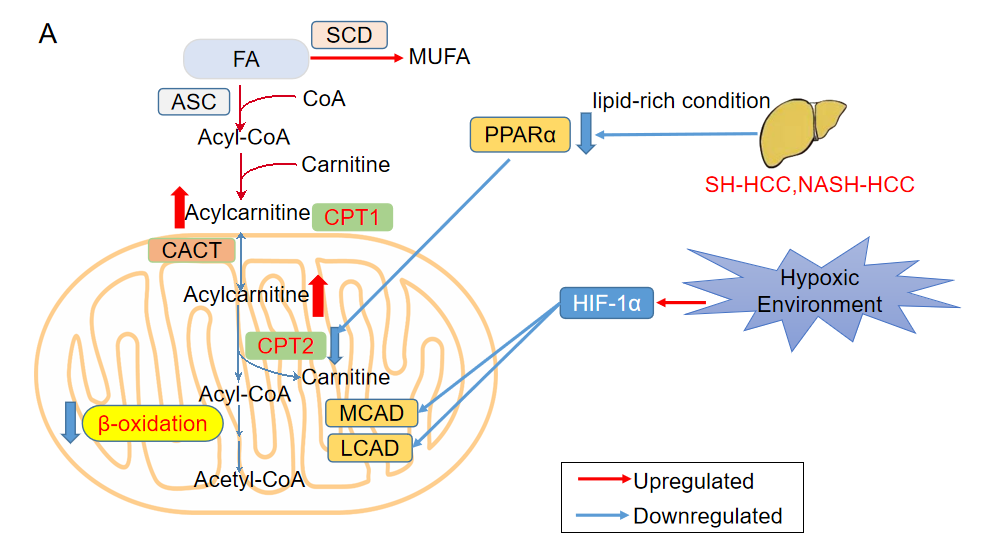 A
SCD
FA
MUFA
ASC
CoA
Acyl-CoA
Carnitine
Acylcarnitine
CPT1
CACT
Acylcarnitine
CPT2
Carnitine
Acyl-CoA
MCAD
β-oxidation
LCAD
Acetyl-CoA
lipid-rich condition
PPARα
SH-HCC,NASH-HCC
Hypoxic
Environment
HIF-1α
Upregulated
Downregulated